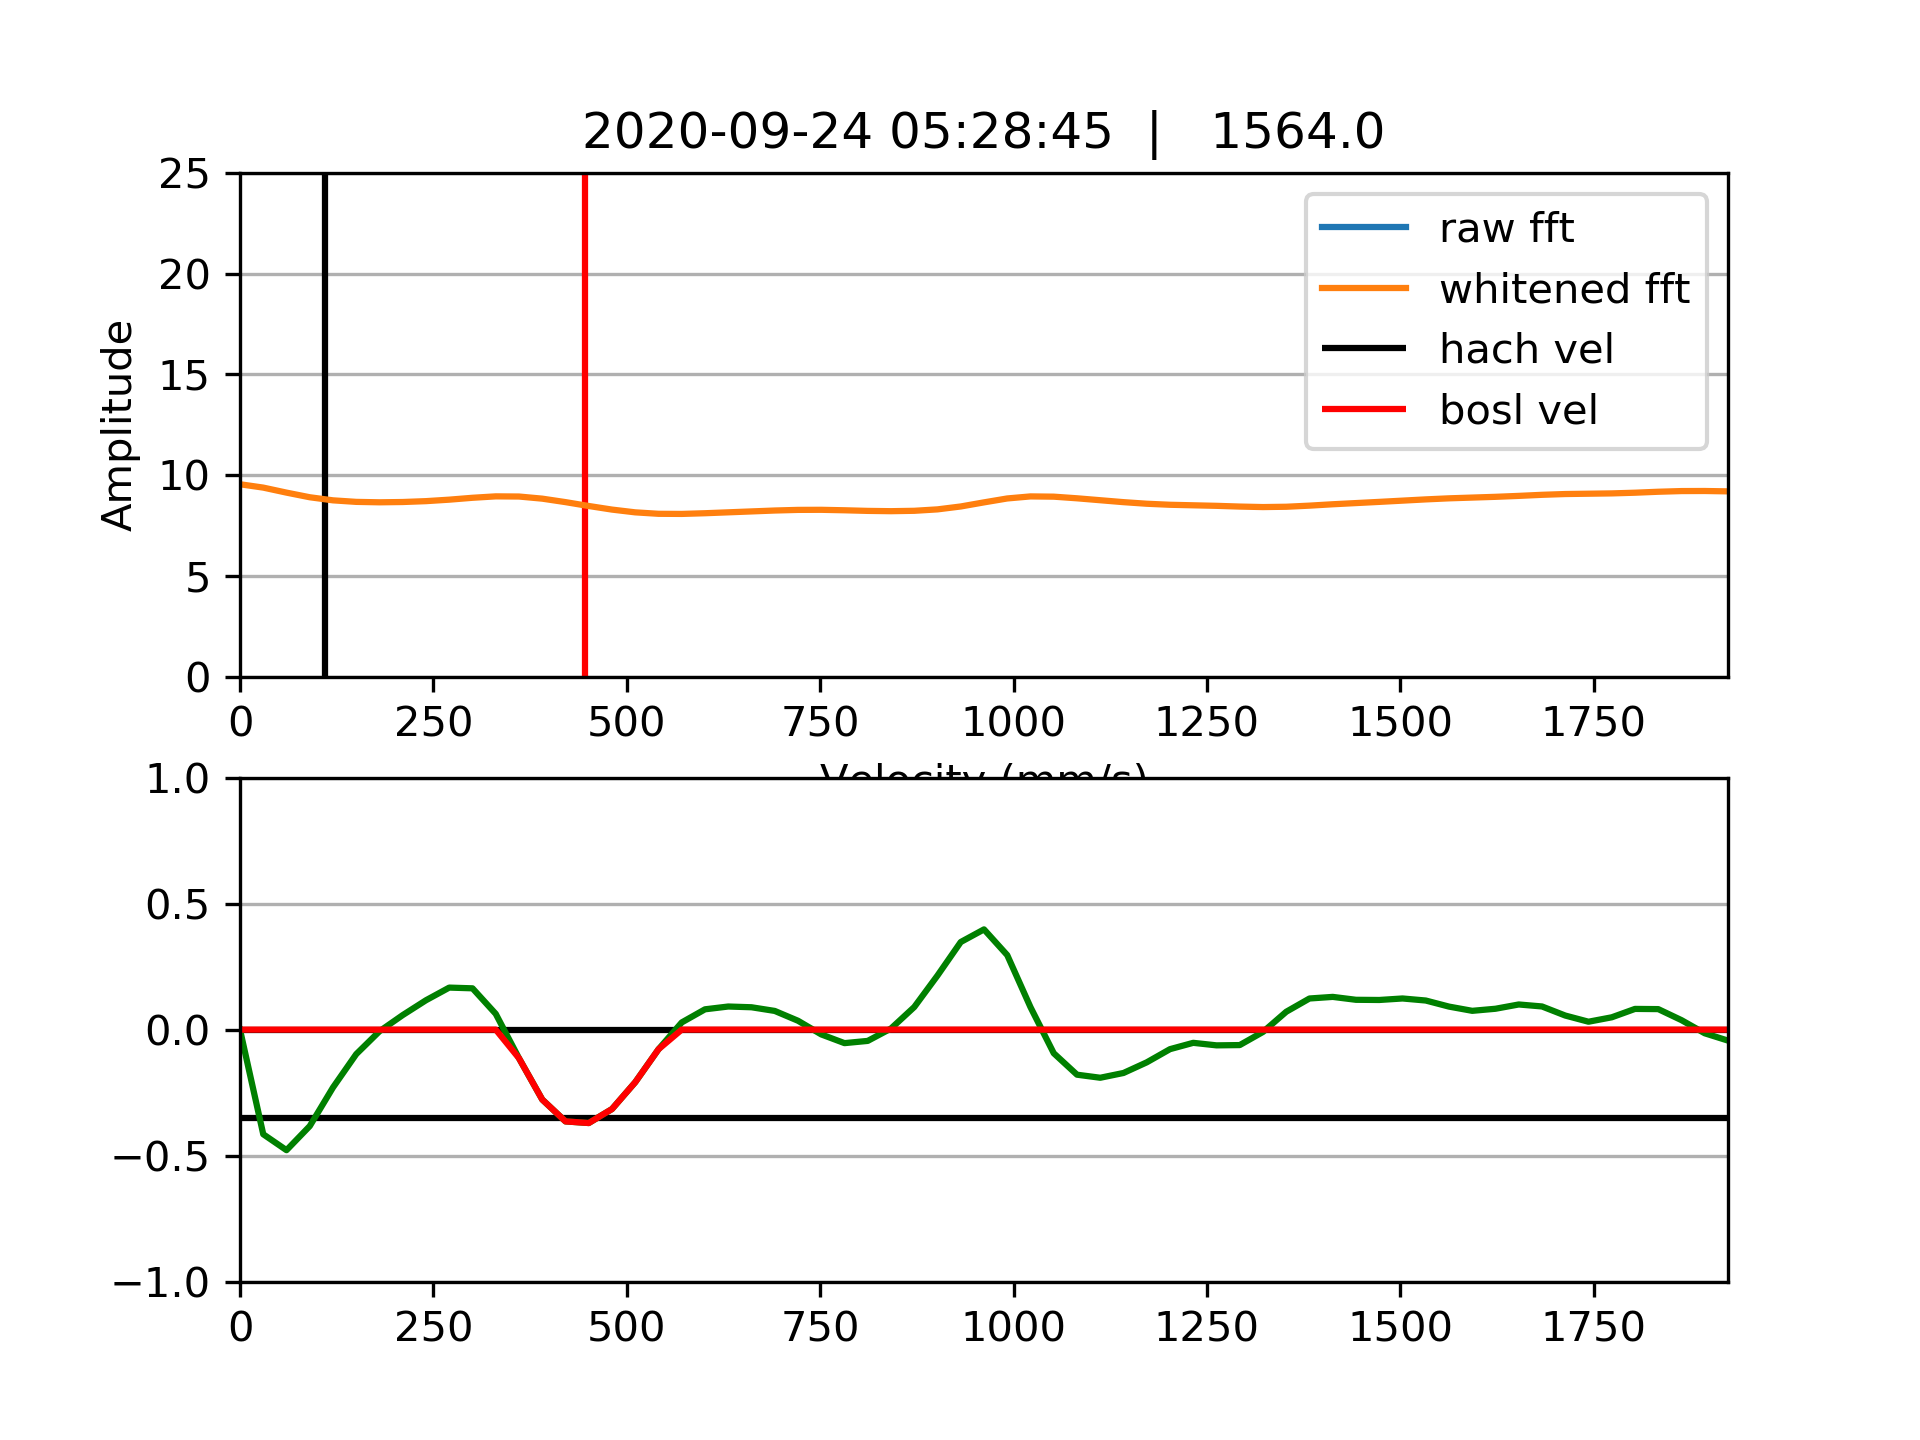 2020-09-24 05:28:45 | 1564.0
25
20
15
10
5
0
Amplitude
raw fft
whitened fft
hach vel
bosl vel
0 250 500 750 1000 1250 1500 1750
Velocity (mm/s)
1.0
0.5
0.0
−0.5
−1.0
0 250 500 750 1000 1250 1500 1750